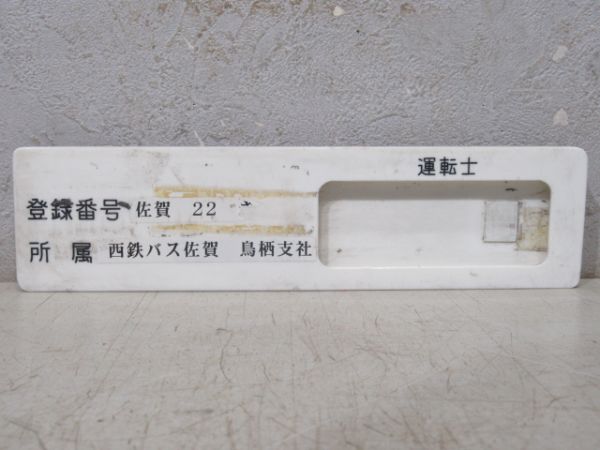 運転士
登録番号 佐賀 22 か
所属 西鉄バス佐賀 鳥栖支社